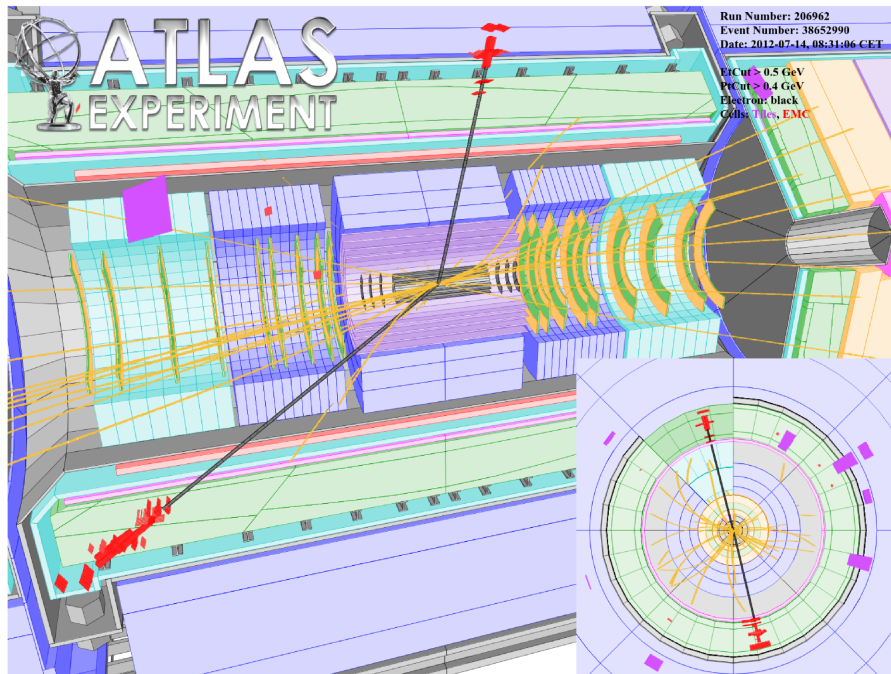 ATLAS
EXPERIMENT
Run Number: 206962
Event Number: 38652990
Date: 2012-07-14, 08:31:06 CET
EtCut > 0.5 GeV
PtCut > 0.4 GeV
Electron: black
Cells: Tiles, EMC